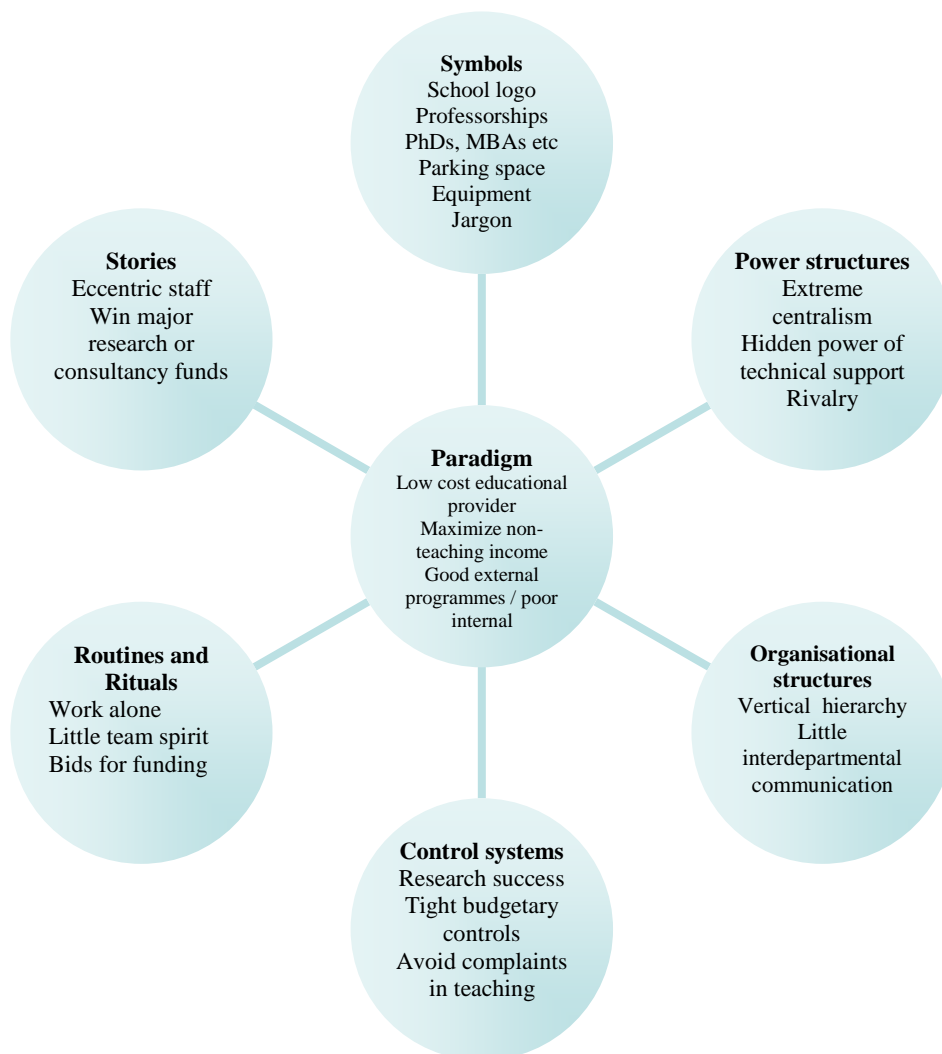 Symbols
School logo
Professorships
PhDs, MBAs etc
Parking space
Equipment
Jargon
Stories
Eccentric staff
Win major
research or
consultancy funds
Power structures
Extreme
centralism
Hidden power of
technical support
Rivalry
Paradigm
Low cost educational
provider
Maximize non-
teaching income
Good external
programmes / poor
internal
Routines and
Rituals
Work alone
Little team spirit
Bids for funding
Organisational
structures
Vertical hierarchy
Little
interdepartmental
communication
Control systems
Research success
Tight budgetary
controls
Avoid complaints
in teaching